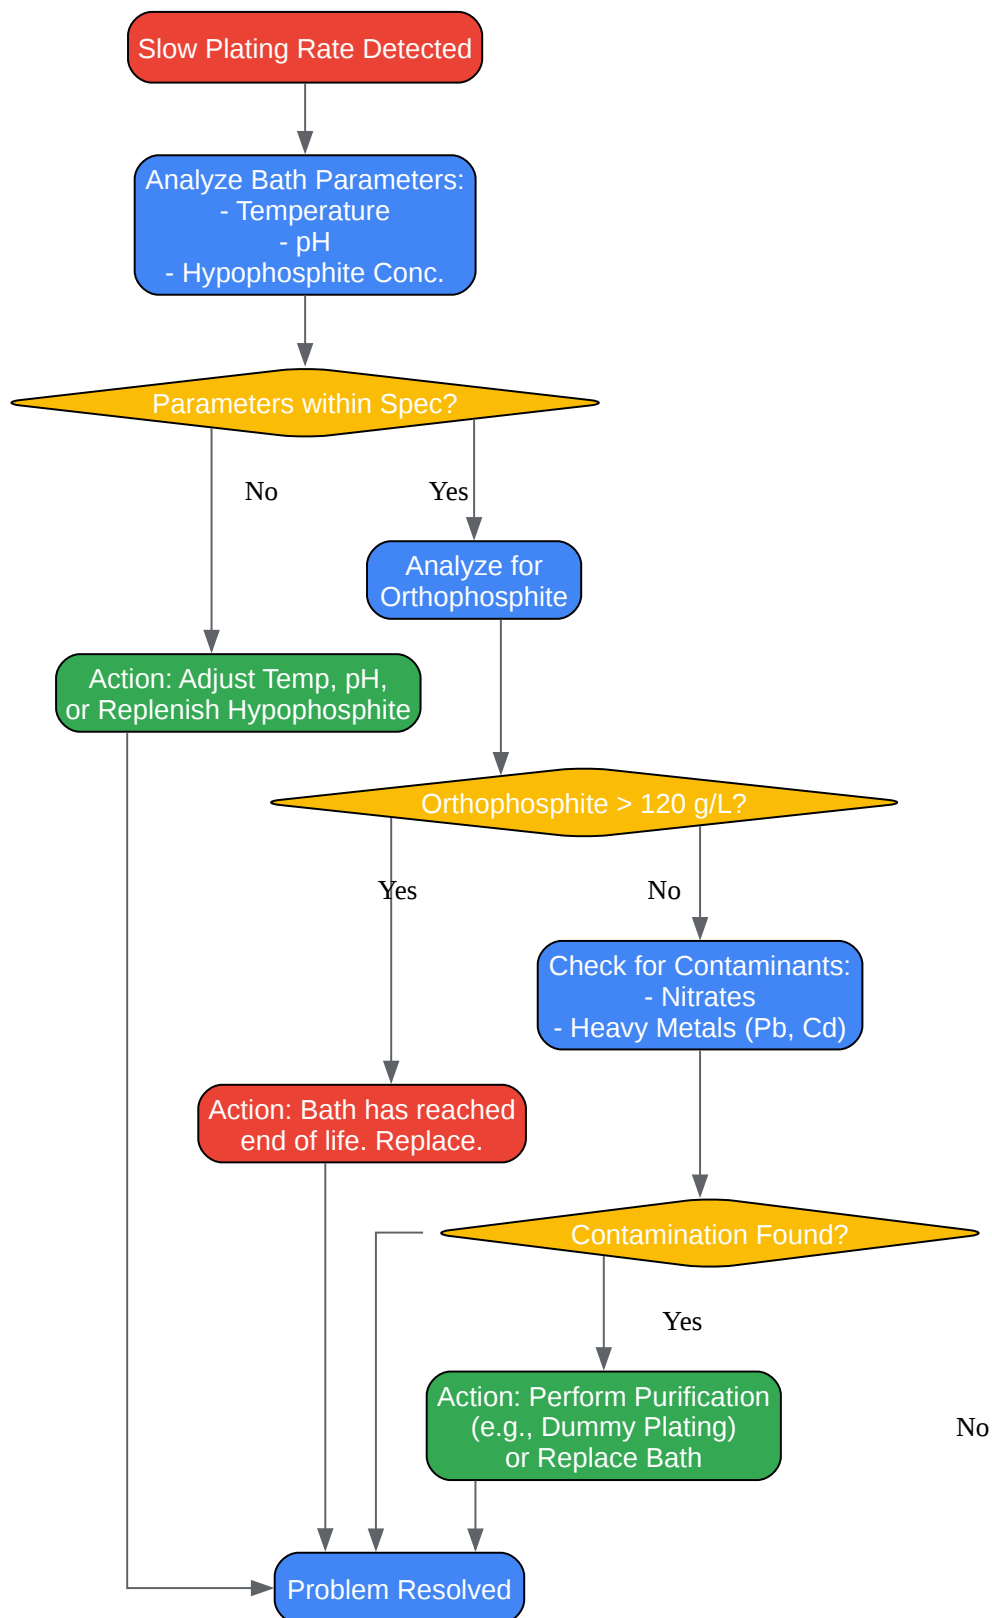 Slow Plating Rate Detected
Analyze Bath Parameters:
- Temperature
- pH
- Hypophosphite Conc.
Parameters within Spec?
No
Yes
Analyze for
Orthophosphite
Action: Adjust Temp, pH,
or Replenish Hypophosphite
Orthophosphite > 120 g/L?
Yes
No
Check for Contaminants:
- Nitrates
- Heavy Metals (Pb, Cd)
Action: Bath has reached
end of life. Replace.
Contamination Found?
Yes
Action: Perform Purification
(e.g., Dummy Plating)
or Replace Bath
No
Problem Resolved